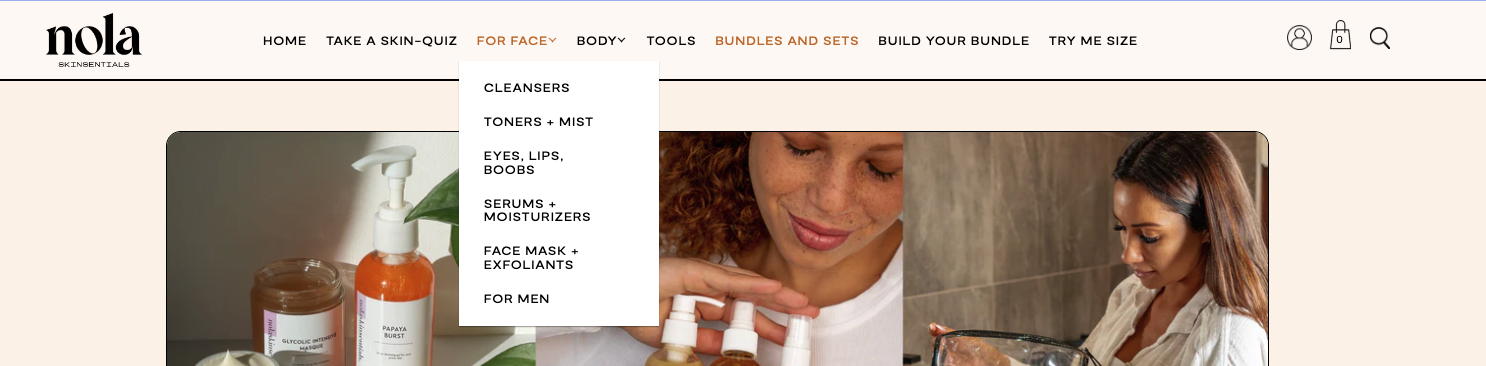 nola
SKINSENTIALS
HOME TAKE A SKIN-QUIZ FOR FACE BODY TOOLS BUNDLES AND SETS BUILD YOUR BUNDLE TRY ME SIZE
0
CLEANSERS
TONERS + MIST
EYES, LIPS,
BOOBS
SERUMS +
MOISTURIZERS
FACE MASK +
EXFOLIANTS
FOR MEN
GLYCOLIC INTENSIVE
MASQUE
PAPAYA
BURST